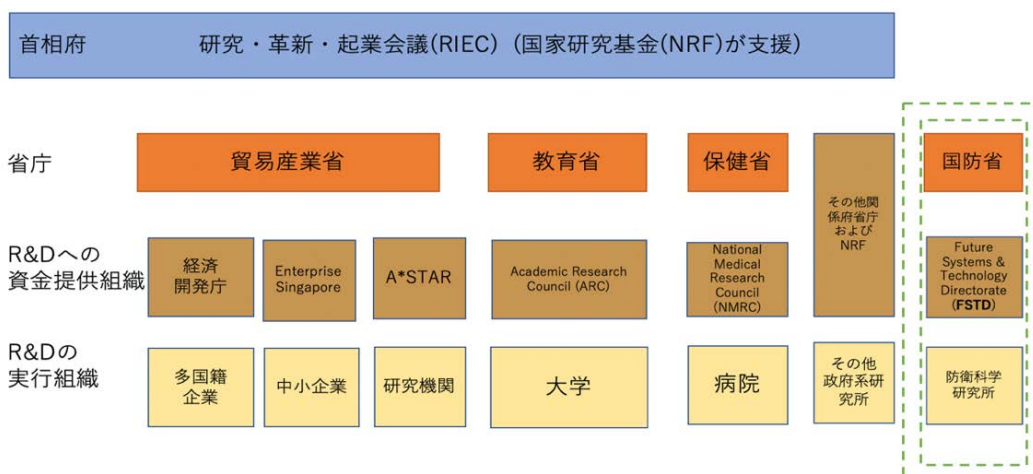 首相府 研究・革新・起業会議(RIEC) (国家研究基金(NRF)が支援)
省庁
貿易産業省
教育省
保健省
国防省
その他関
係府省庁
および
NRF
R&Dへの
資金提供組織
経済
開発庁
Enterprise
Singapore
A*STAR
Academic Research
Council (ARC)
National
Medical
Research
Council
(NMRC)
Future
Systems &
Technology
Directorate
(FSTD)
R&Dの
実行組織
多国籍
企業
中小企業
研究機関
大学
病院
その他
政府系研
究所
防衛科学
研究所